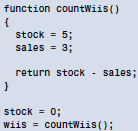 function countWiis()
{
stock = 5;
sales = 3;
return stock - sales;
}
stock = 0;
wiis = countWiis();